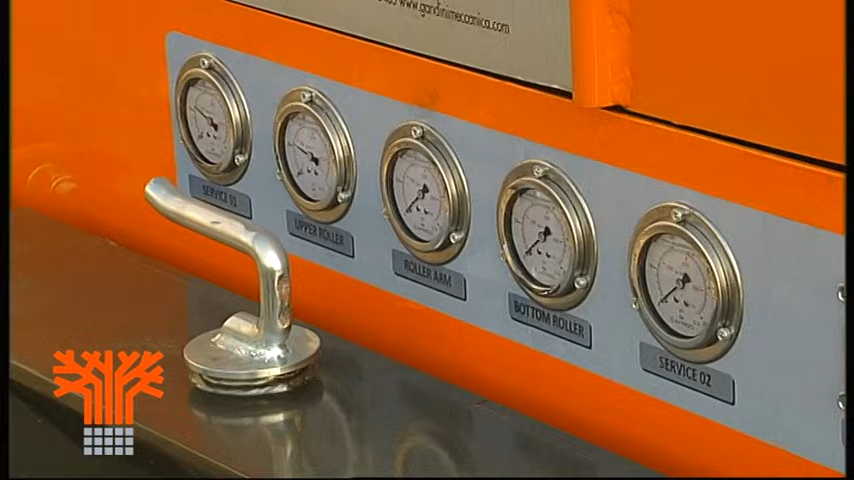 www.gandinimeccanica.com
SERVICE 01
UPPER ROLLER
ROLLER ARM
BOTTOM ROLLER
SERVICE 02